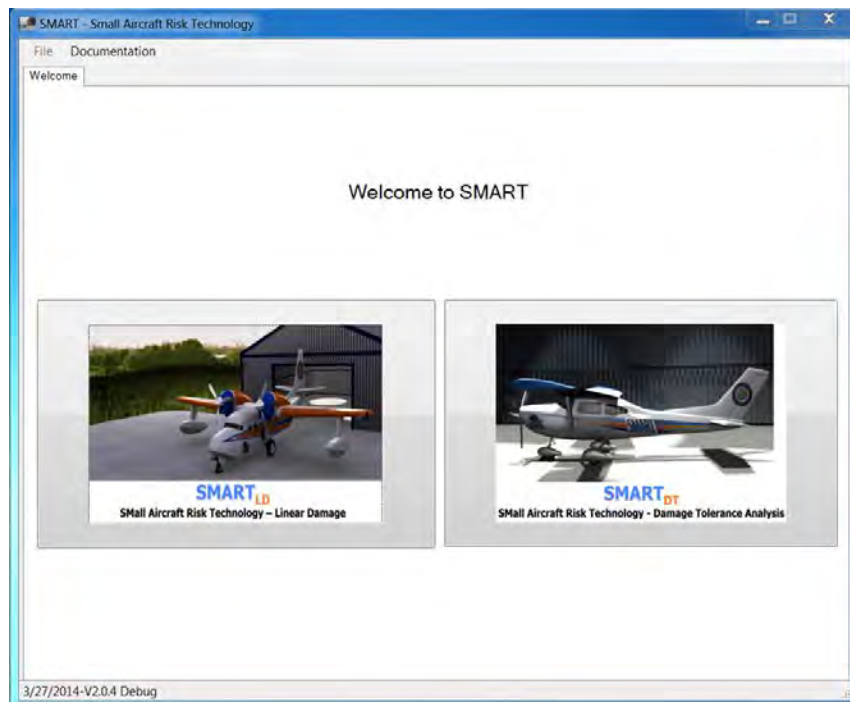 SMART - Small Aircraft Risk Technology
File Documentation
Welcome
Welcome to SMART
SMARTLD
SMall Aircraft Risk Technology – Linear Damage
SMARTDT
SMall Aircraft Risk Technology - Damage Tolerance Analysis
3/27/2014-V2.0.4 Debug